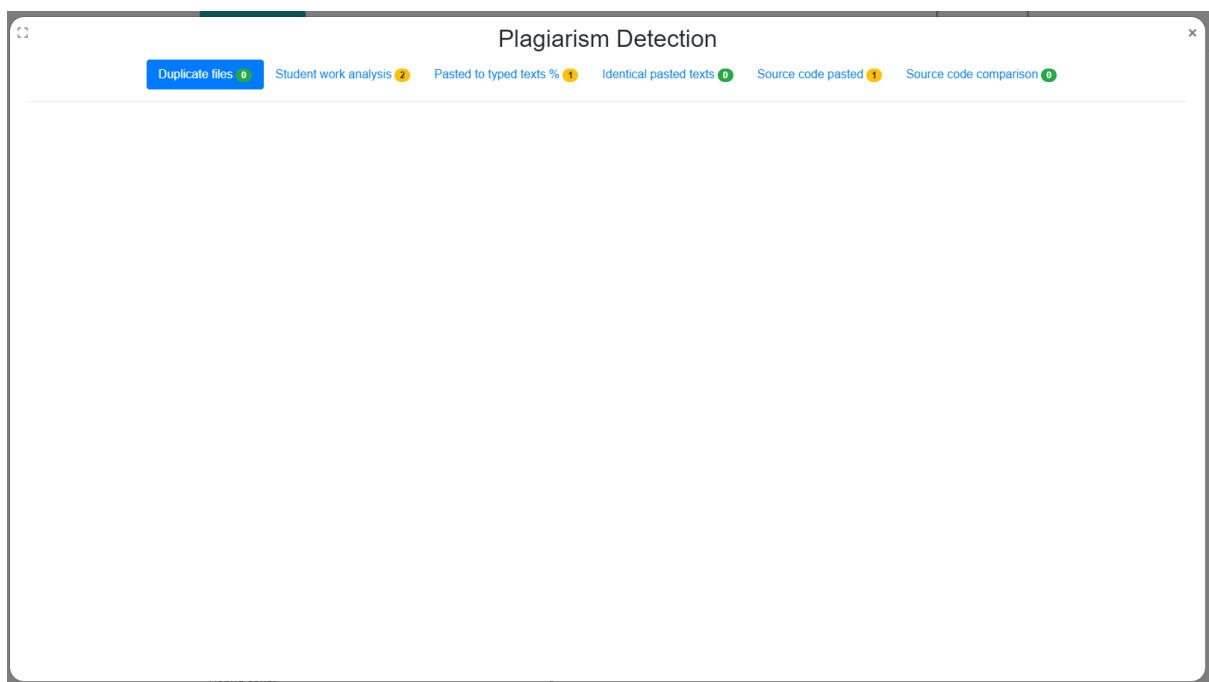 Plagiarism Detection
×
Duplicate files 0 Student work analysis 2 Pasted to typed texts % 1 Identical pasted texts 0 Source code pasted 1 Source code comparison 0